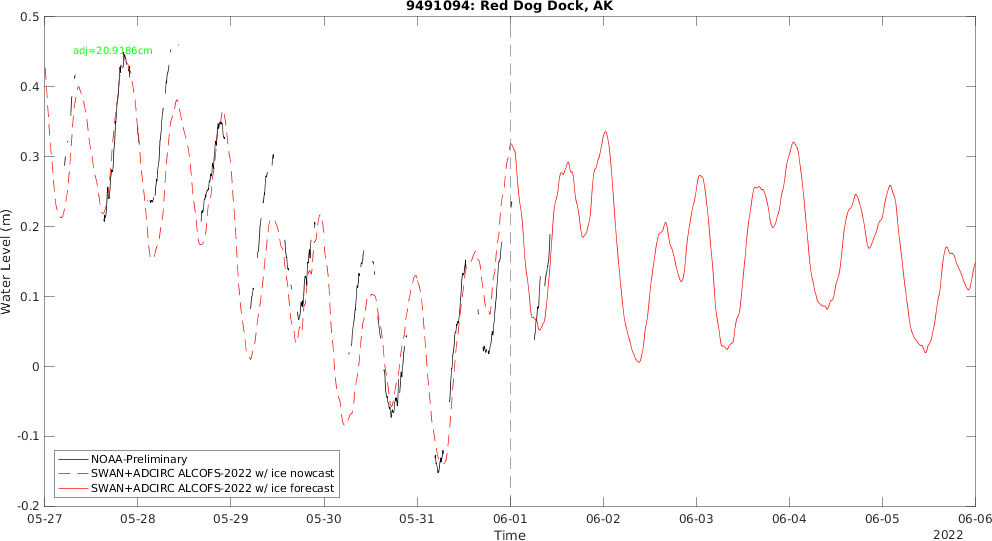 9491094: Red Dog Dock, AK
adj=20.9186cm
Water Level (m)
0.5
0.4
0.3
0.2
0.1
0
-0.1
-0.2
NOAA-Preliminary
SWAN+ADCIRC ALCOFS-2022 w/ ice nowcast
SWAN+ADCIRC ALCOFS-2022 w/ ice forecast
05-27 05-28 05-29 05-30 05-31 06-01 06-02 06-03 06-04 06-05 06-06
Time
2022